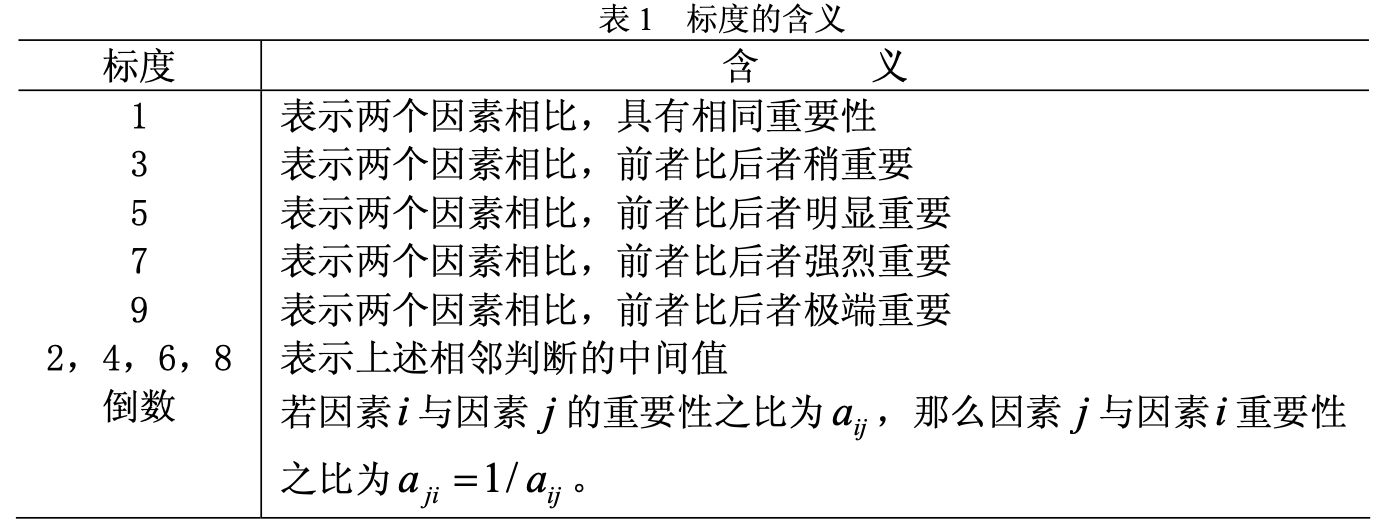 表 1 标度的含义
标度 含 义
1 表示两个因素相比，具有相同重要性
3 表示两个因素相比，前者比后者稍重要
5 表示两个因素相比，前者比后者明显重要
7 表示两个因素相比，前者比后者强烈重要
9 表示两个因素相比，前者比后者极端重要
2，4，6，8 表示上述相邻判断的中间值
倒数 若因素 i 与因素 j 的重要性之比为 a_{ij}，那么因素 j 与因素 i 重要性
之比为 a_{ji} =1/ a_{ij}。